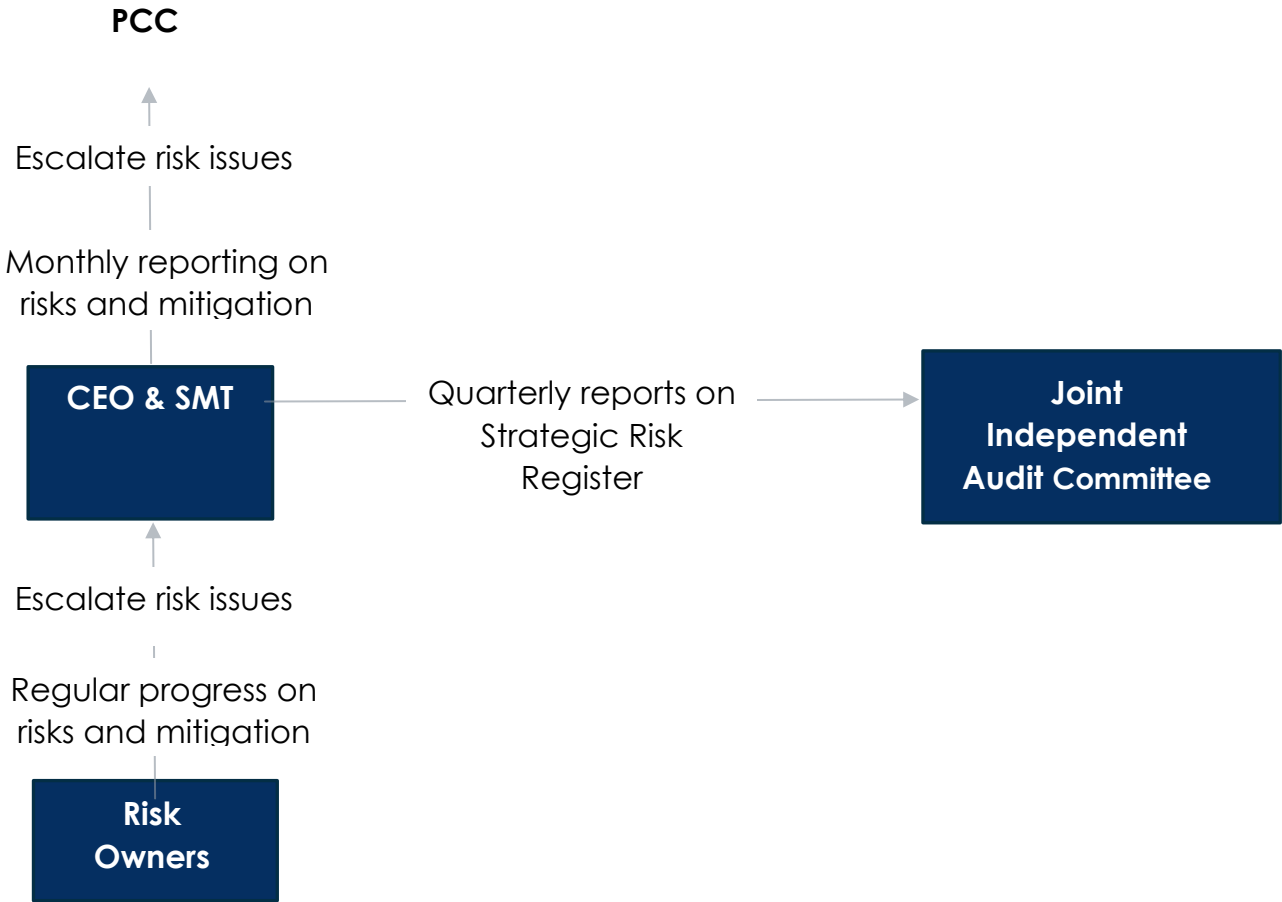 PCC
Escalate risk issues
Monthly reporting on
risks and mitigation
CEO & SMT
Quarterly reports on
Strategic Risk
Register
Joint
Independent
Audit Committee
Escalate risk issues
Regular progress on
risks and mitigation
Risk
Owners